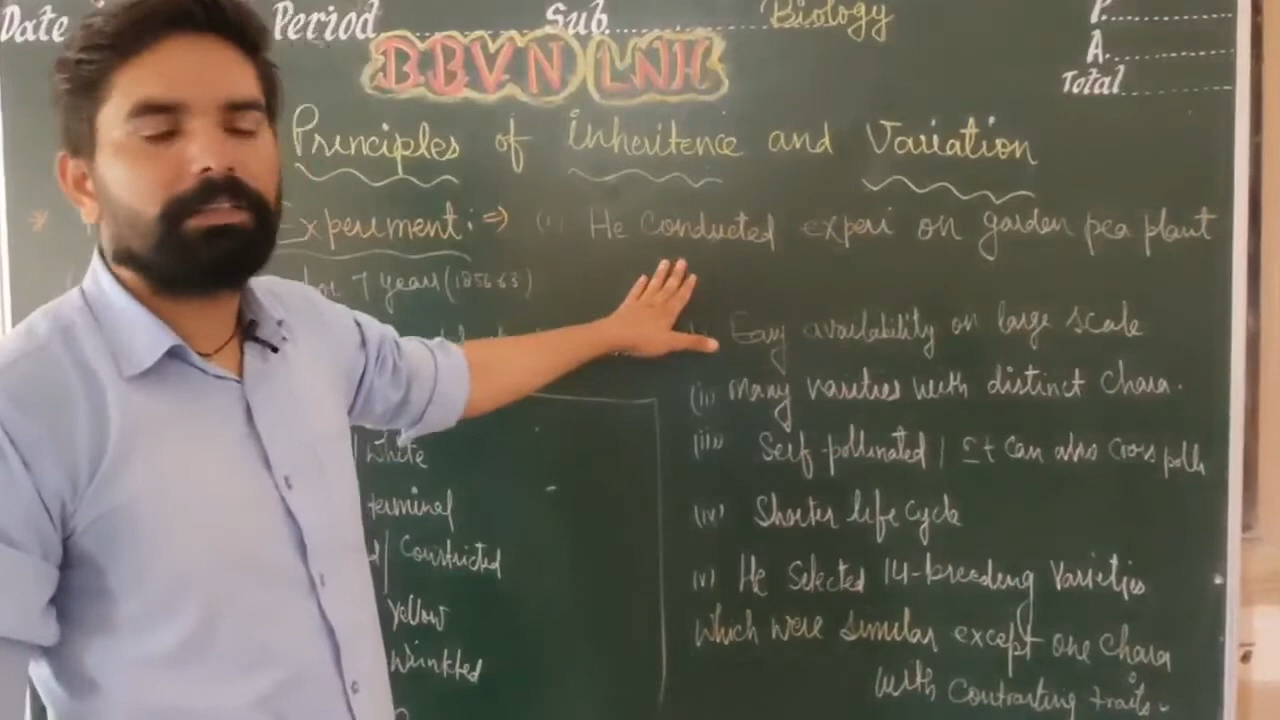 Date Period Sub. Biology P.
A.
Total
BBVN LNH
Principles of inheritence and Variation
* Experiment :⇒ (i) He Conducted experi on garden pea plant
for 7 years (1856-63)
Easy availability on large scale
(ii) Many varities with distinct Chara.
(iii) Self-pollinated / It can also cross polli
(iv) Shorter life cycle
(v) He Selected 14-breeding Varieties
which were similar except one Chara
with Contrasting traits.
/ White
terminal
/ Constricted
Yellow
Wrinkled